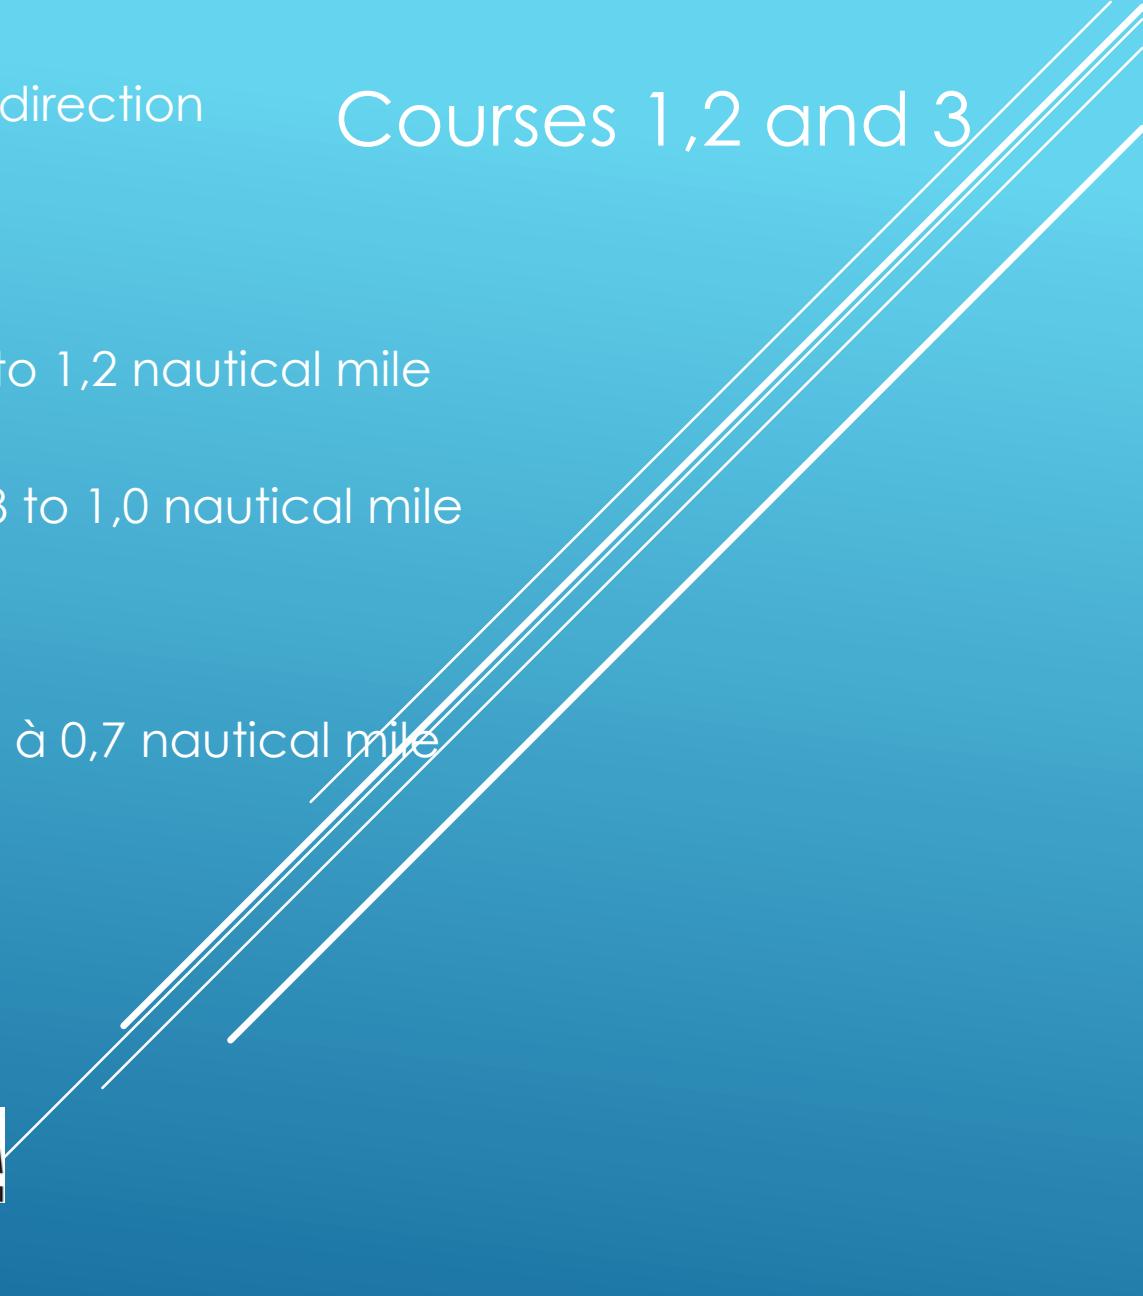 direction
Courses 1,2 and 3
to 1,2 nautical mile
to 1,0 nautical mile
à 0,7 nautical mile